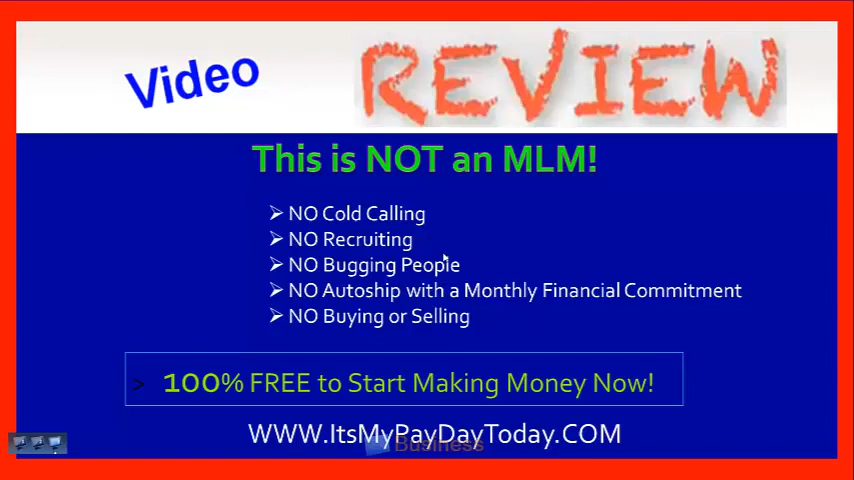 Video
REVIEW
This is NOT an MLM!
➢ NO Cold Calling
➢ NO Recruiting
➢ NO Bugging People
➢ NO Autoship with a Monthly Financial Commitment
➢ NO Buying or Selling
> 100% FREE to Start Making Money Now!
WWW.ItsMyPayDayToday.COM
Business